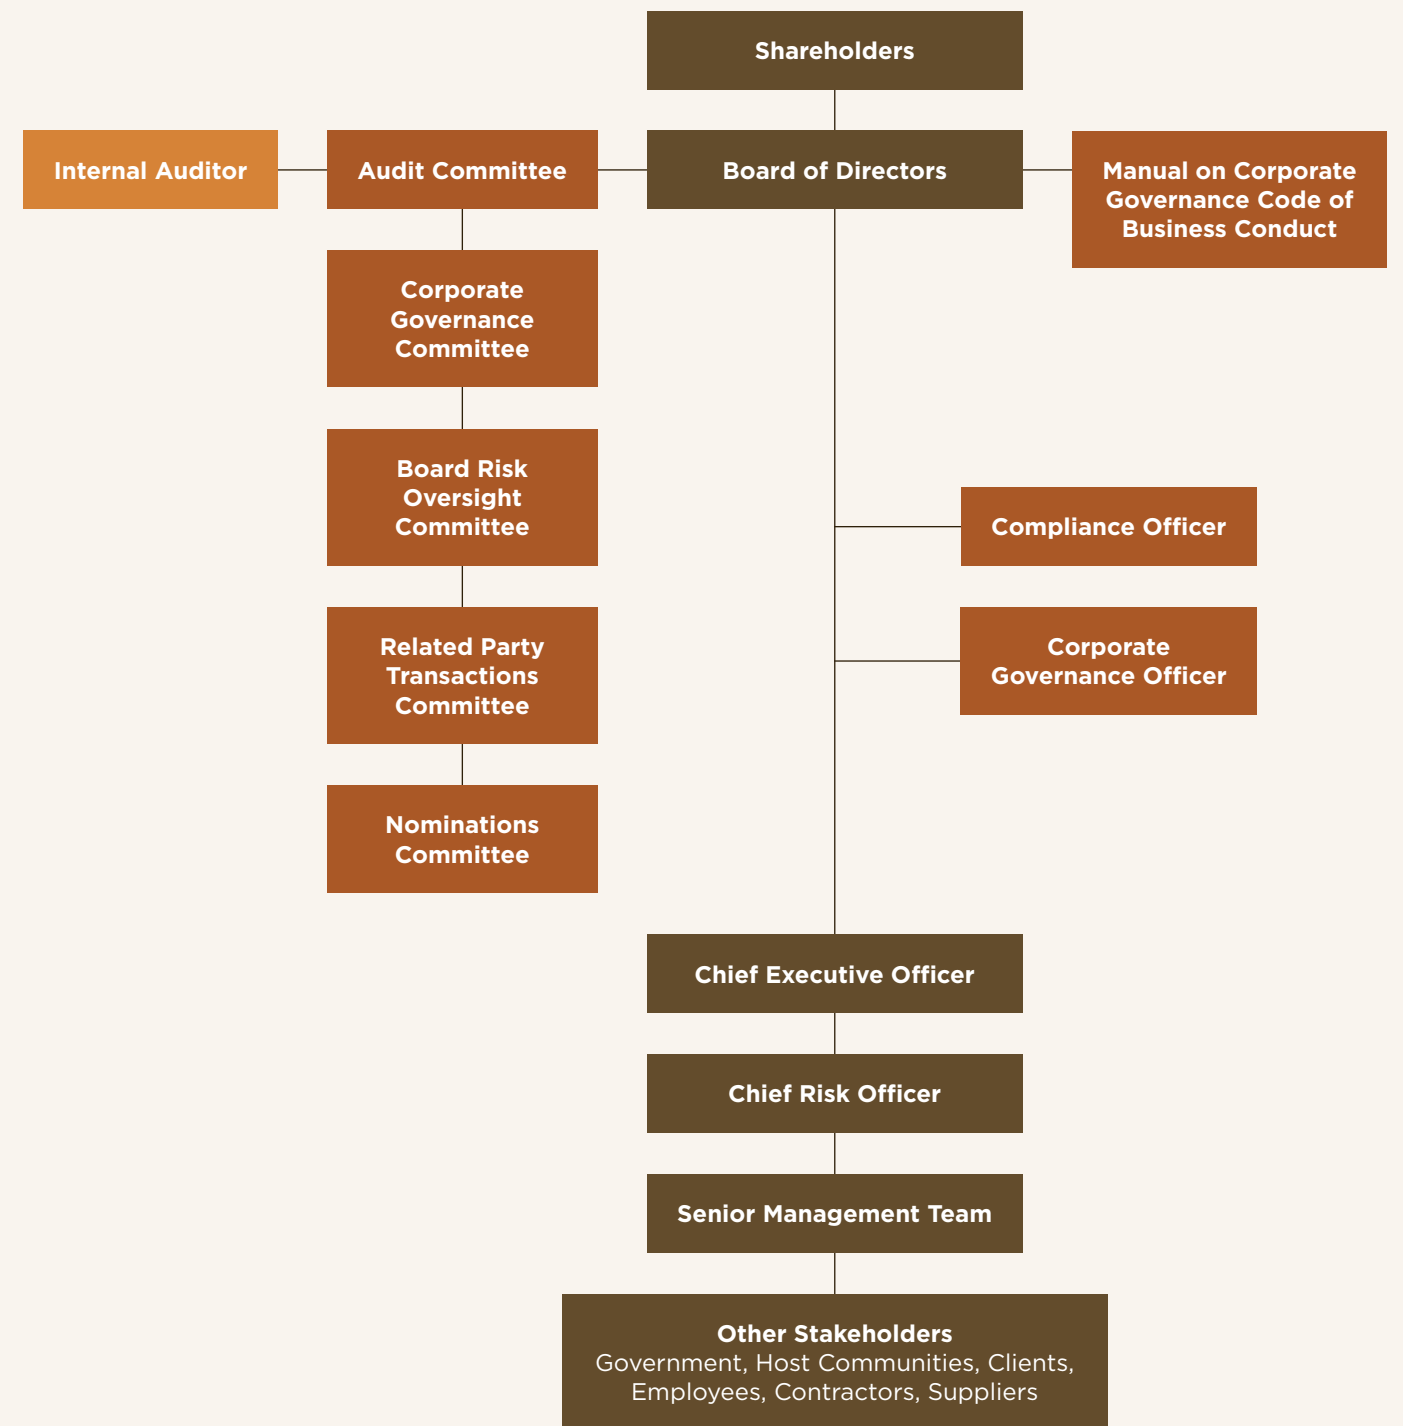 Shareholders
Internal Auditor
Audit Committee
Board of Directors
Manual on Corporate
Governance Code of
Business Conduct
Corporate
Governance
Committee
Board Risk
Oversight
Committee
Compliance Officer
Related Party
Transactions
Committee
Corporate
Governance Officer
Nominations
Committee
Chief Executive Officer
Chief Risk Officer
Senior Management Team
Other Stakeholders
Government, Host Communities, Clients,
Employees, Contractors, Suppliers